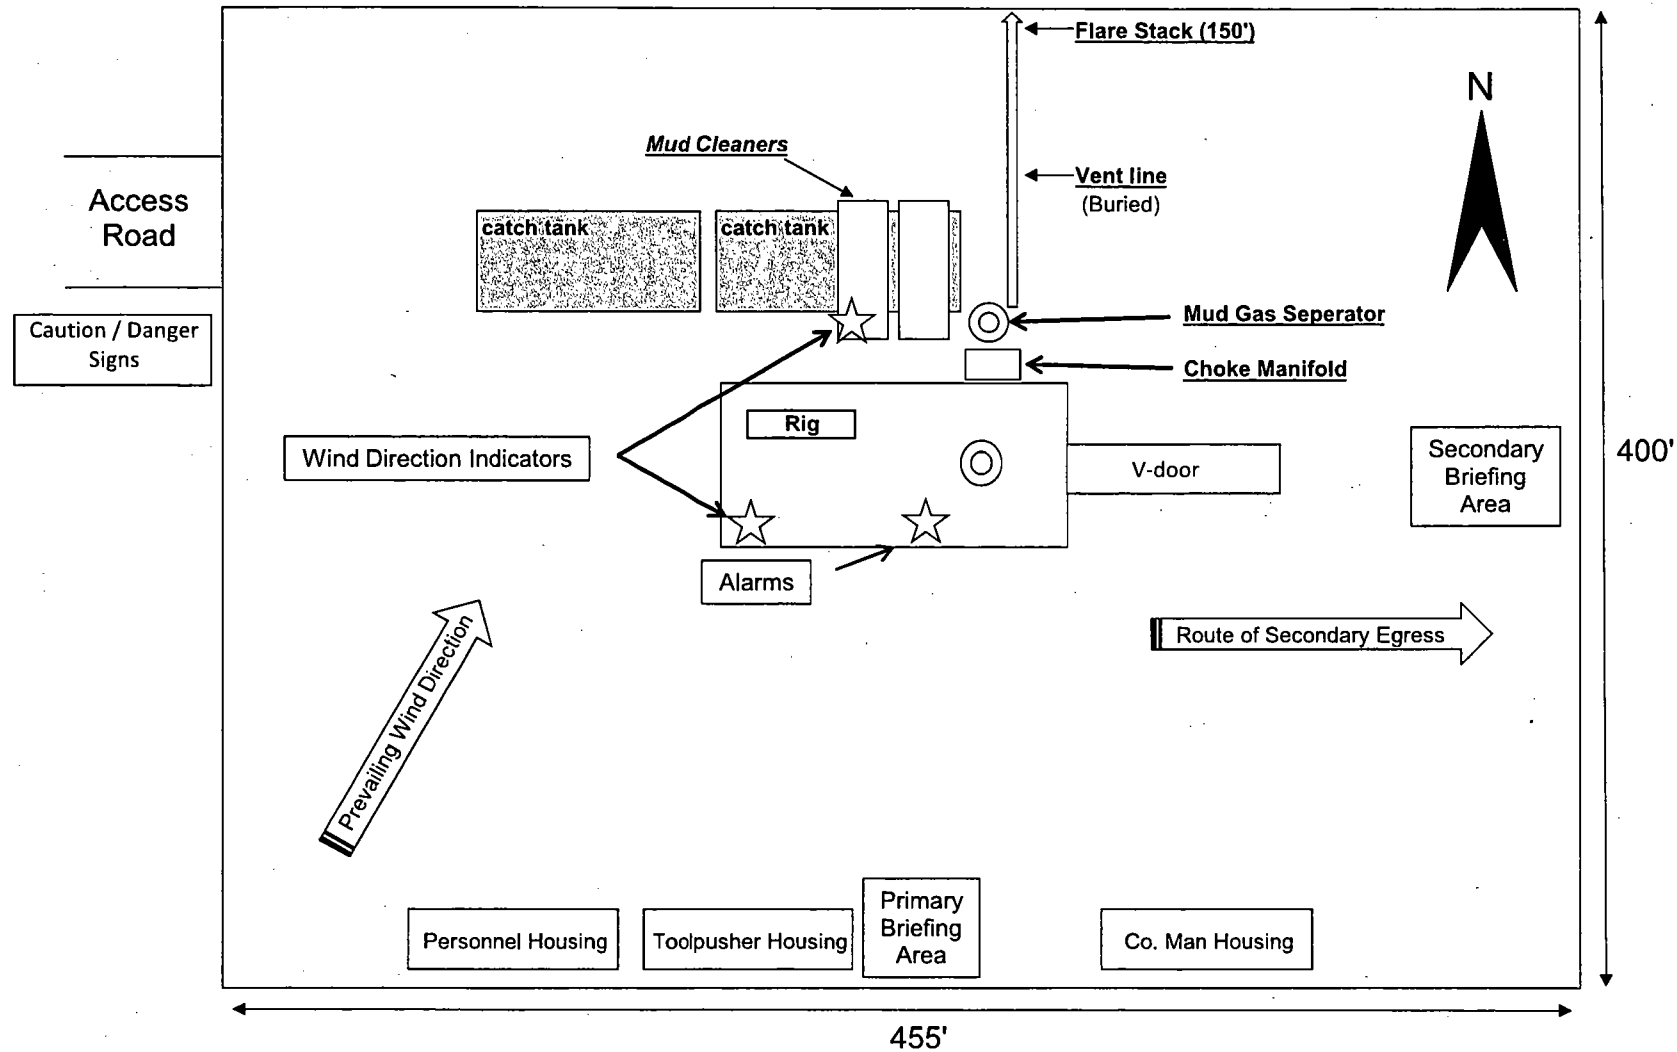 Flare Stack (150')
N
Mud Cleaners
Vent line
(Buried)
Access
Road
catch tank
catch tank
Caution / Danger
Signs
Mud Gas Seperator
Choke Manifold
Rig
Wind Direction Indicators
V-door
Secondary
Briefing
Area
400'
Alarms
Prevailing Wind Direction
Route of Secondary Egress
Personnel Housing
Toolpusher Housing
Primary
Briefing
Area
Co. Man Housing
455'